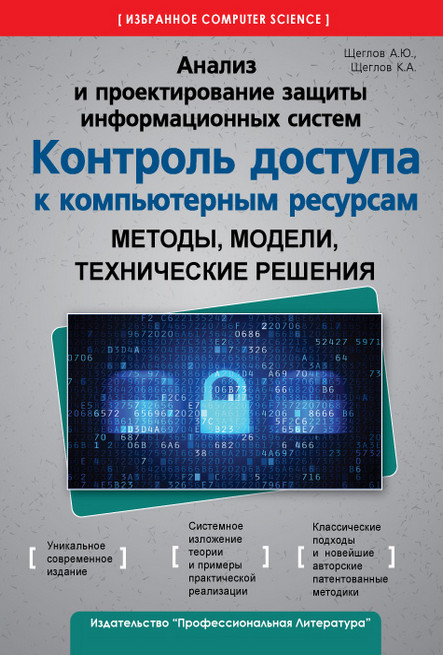 [ ИЗБРАННОЕ COMPUTER SCIENCE ]
Щеглов А.Ю.,
Щеглов К.А.
Анализ
и проектирование защиты
информационных систем
Контроль доступа
к компьютерным ресурсам
МЕТОДЫ, МОДЕЛИ,
ТЕХНИЧЕСКИЕ РЕШЕНИЯ
[ Уникальное
современное
издание ]
[ Системное
изложение
теории
и примеры
практической
реализации ]
[ Классические
подходы
и новейшие
авторские
патентованные
методики ]
Издательство “Профессиональная Литература”